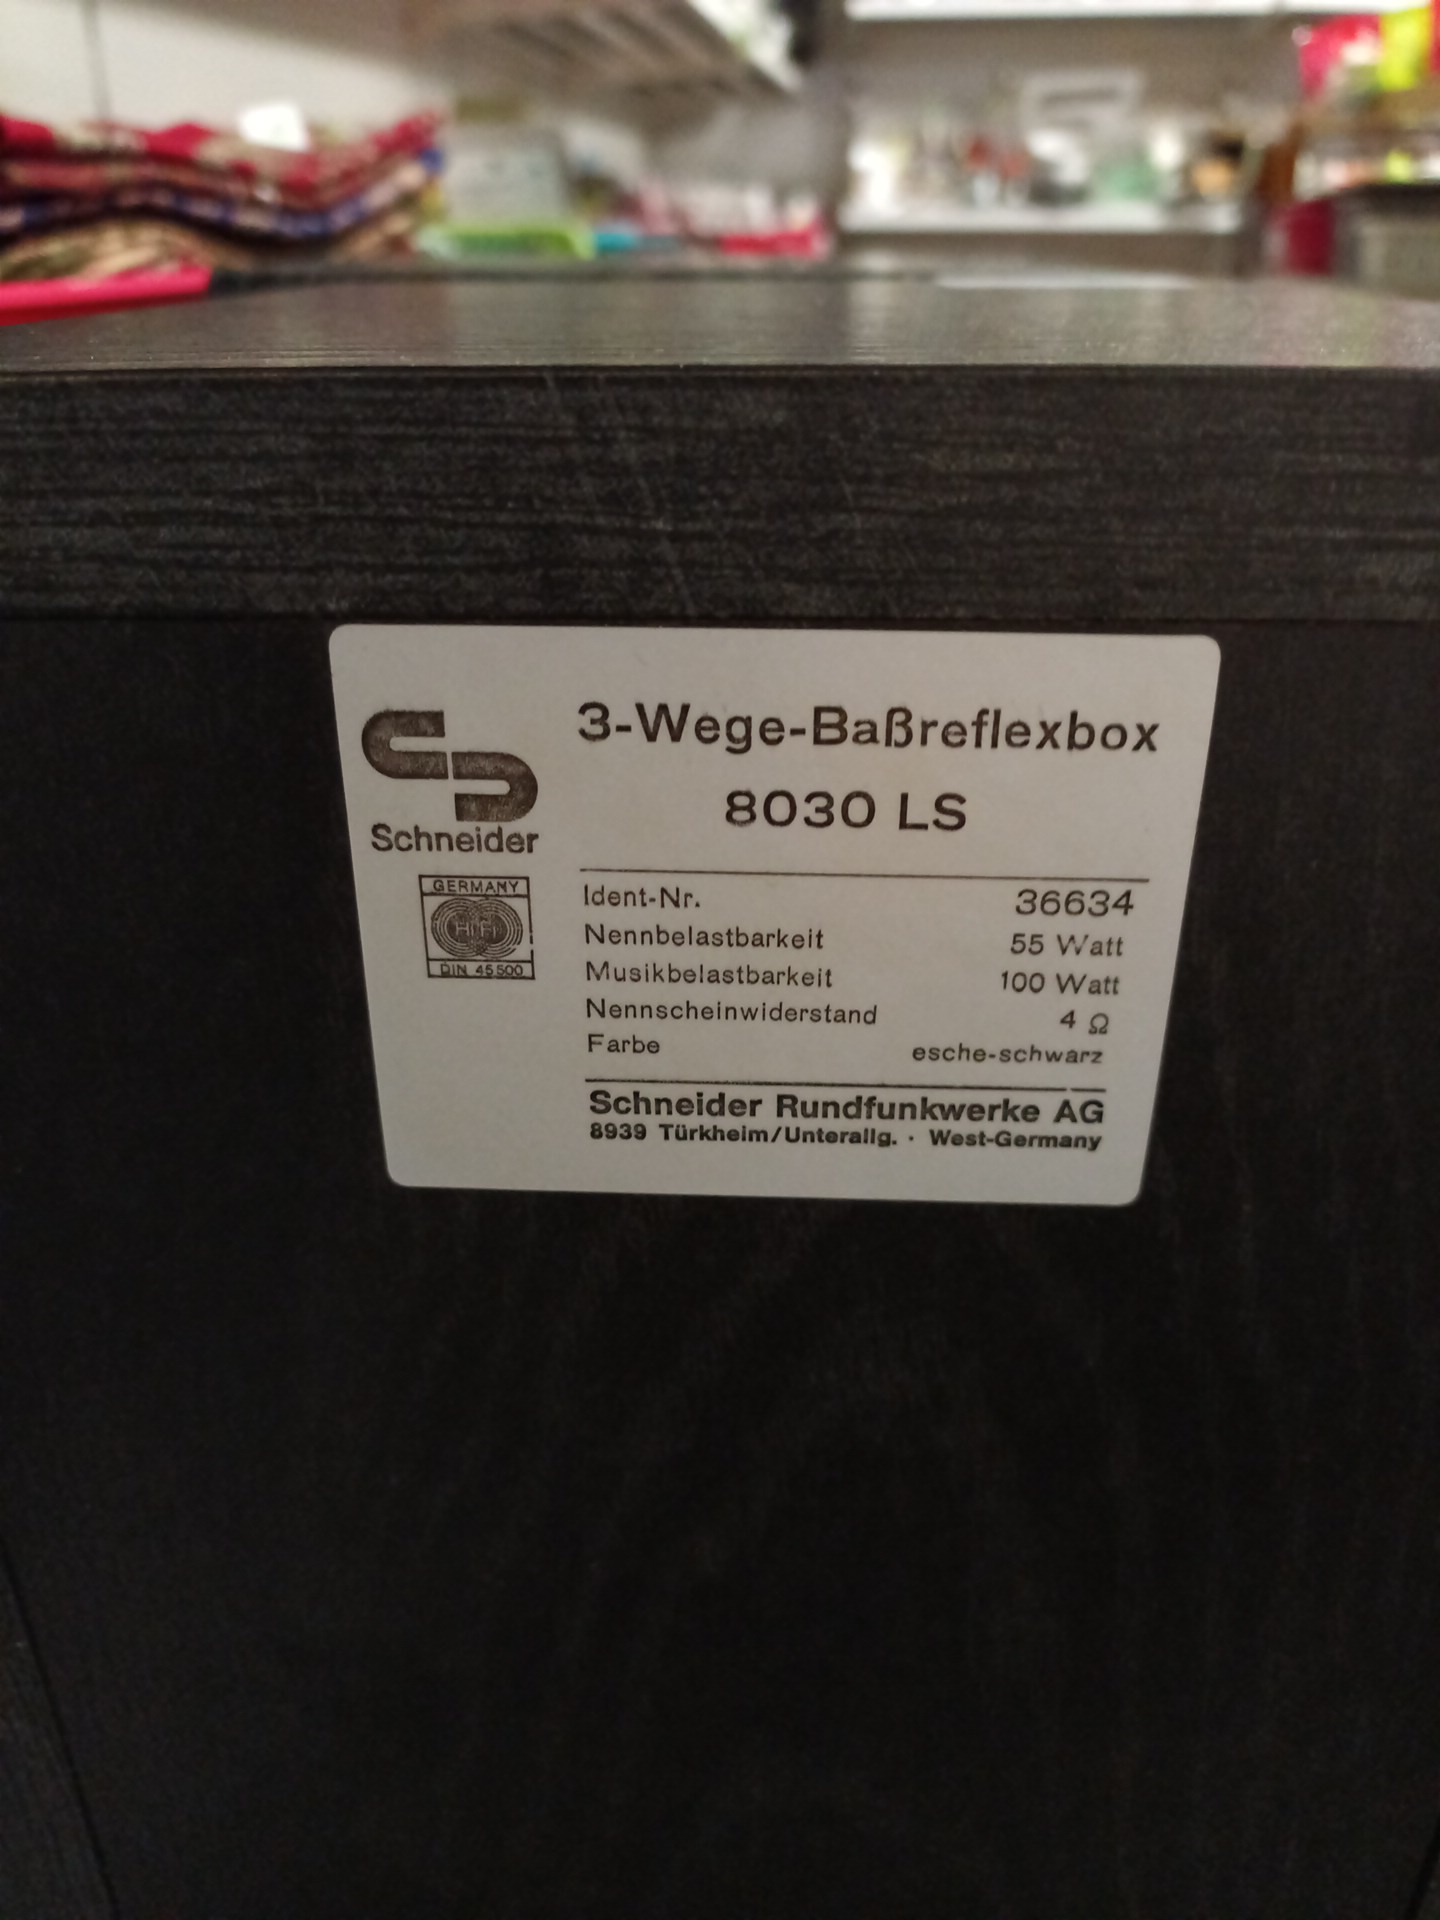 3-Wege-Baßreflexbox
8030 LS
Schneider
GERMANY
HiFi
DIN 45500
Ident-Nr. 36634
Nennbelastbarkeit 55 Watt
Musikbelastbarkeit 100 Watt
Nennscheinwiderstand 4 Ω
Farbe esche-schwarz
Schneider Rundfunkwerke AG
8939 Türkheim/Unterallg. · West-Germany